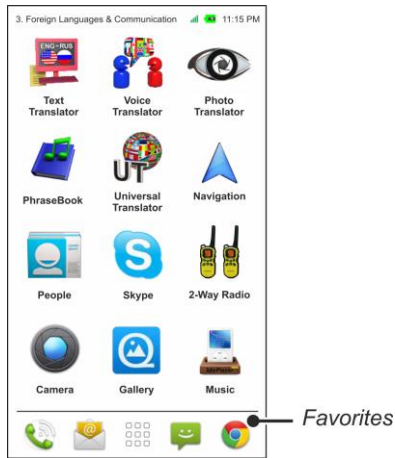 3. Foreign Languages & Communication 11:15 PM
ENG RUS
Text Translator
Voice Translator
Photo Translator
PhraseBook
UT
Universal Translator
Navigation
People
Skype
2-Way Radio
Camera
Gallery
Music
Favorites